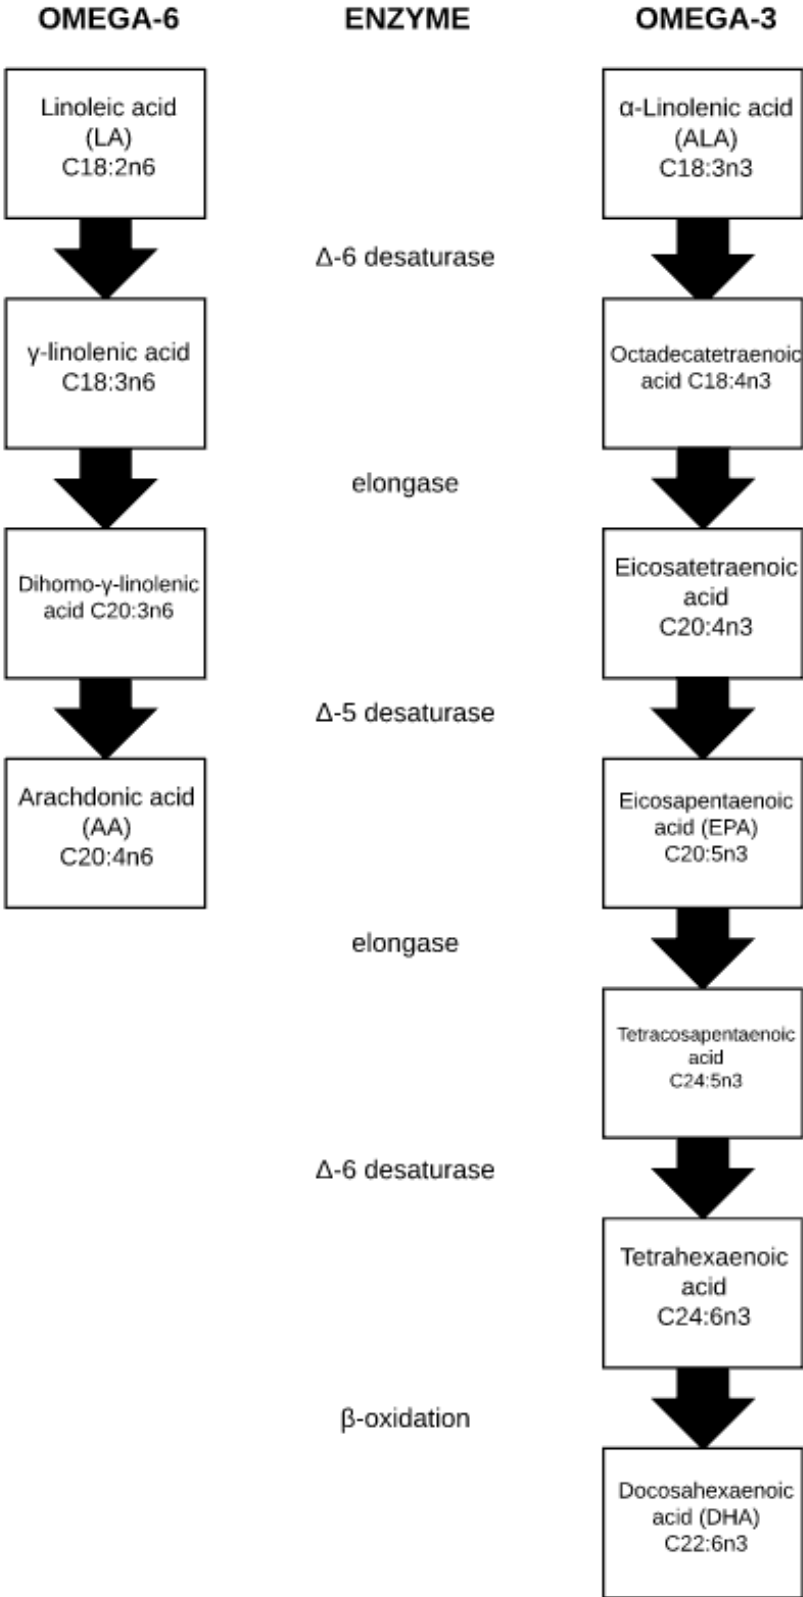 OMEGA-6 ENZYME OMEGA-3
Linoleic acid
(LA)
C18:2n6
α-Linolenic acid
(ALA)
C18:3n3
Δ-6 desaturase
γ-linolenic acid
C18:3n6
Octadecatetraenoic
acid C18:4n3
elongase
Dihomo-γ-linolenic
acid C20:3n6
Eicosatetraenoic
acid
C20:4n3
Δ-5 desaturase
Arachdonic acid
(AA)
C20:4n6
Eicosapentaenoic
acid (EPA)
C20:5n3
elongase
Tetracosapentaenoic
acid
C24:5n3
Δ-6 desaturase
Tetrahexaenoic
acid
C24:6n3
β-oxidation
Docosahexaenoic
acid (DHA)
C22:6n3